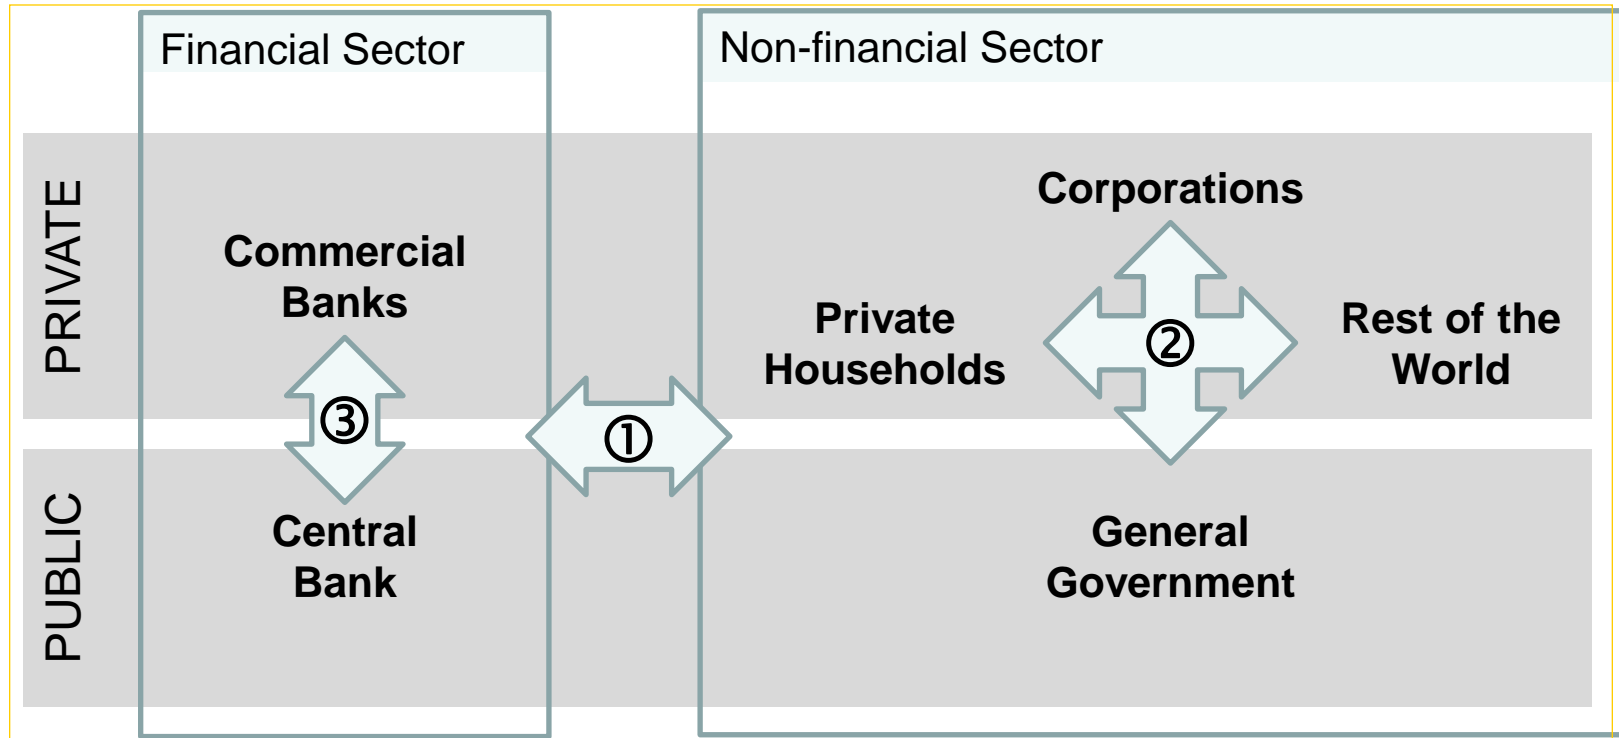 Financial Sector
Non-financial Sector
PRIVATE
Commercial
Banks
Corporations
Private
Households
②
Rest of the
World
③
①
PUBLIC
Central
Bank
General
Government